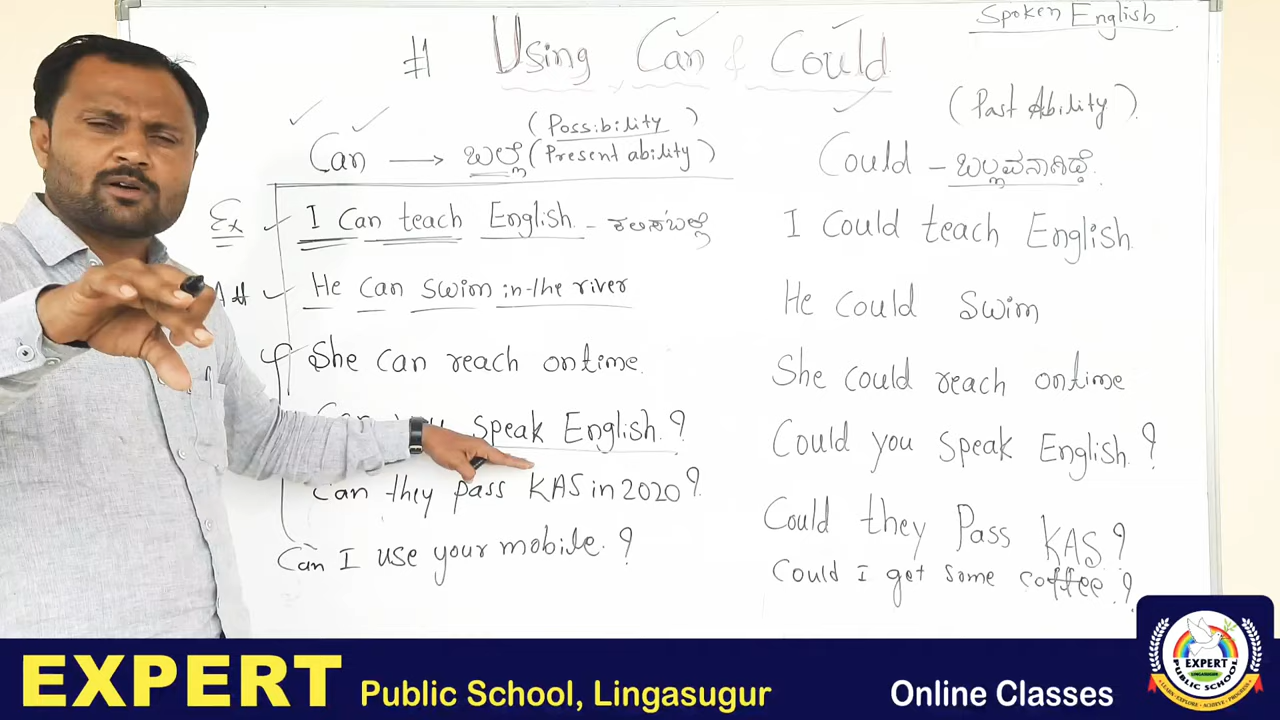 Spoken English
#1 Using Can & Could
Can → ಬಲ್ಲೆ (Present ability)
(Possibility)
Ex I Can teach English - ಕಲಿಸಬಲ್ಲೆ
He can swim in the river
She can reach ontime.
speak English.?
Can they pass KAS in 2020?
Can I use your mobile.?
(Past Ability).
Could - ಬಲ್ಲವನಾಗಿದ್ದೆ.
I Could teach English.
He Could Swim
She could reach ontime
Could you speak English.?
Could they Pass KAS?
Could I get some coffee.?
EXPERT Public School, Lingasugur
Online Classes
EXPERT
LINGASUGUR
PUBLIC SCHOOL